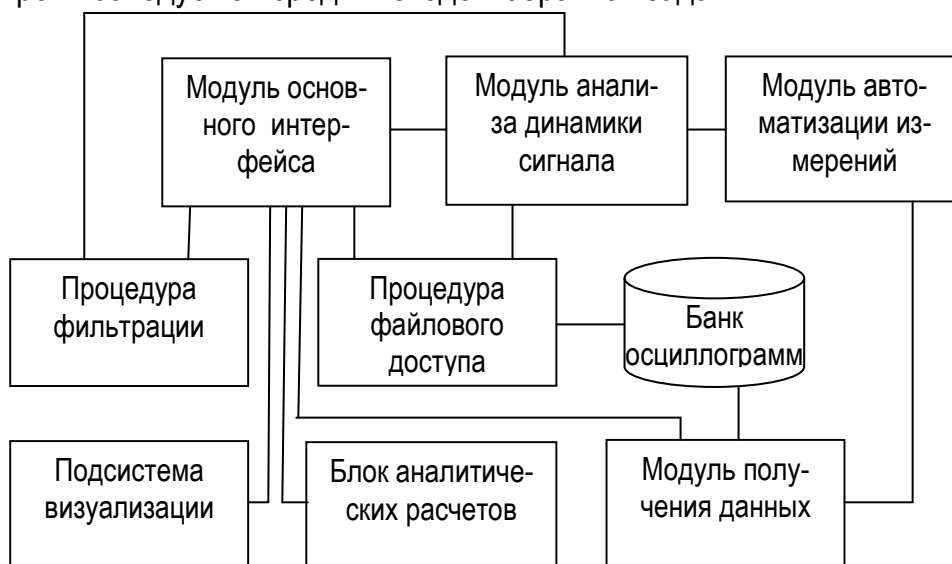 Модуль основ-
ного интер-
фейса
Модуль анали-
за динамики
сигнала
Модуль авто-
матизации из-
мерений
Процедура
фильтрации
Процедура
файлового
доступа
Банк
осциллограмм
Подсистема
визуализации
Блок аналитиче-
ских расчетов
Модуль полу-
чения данных